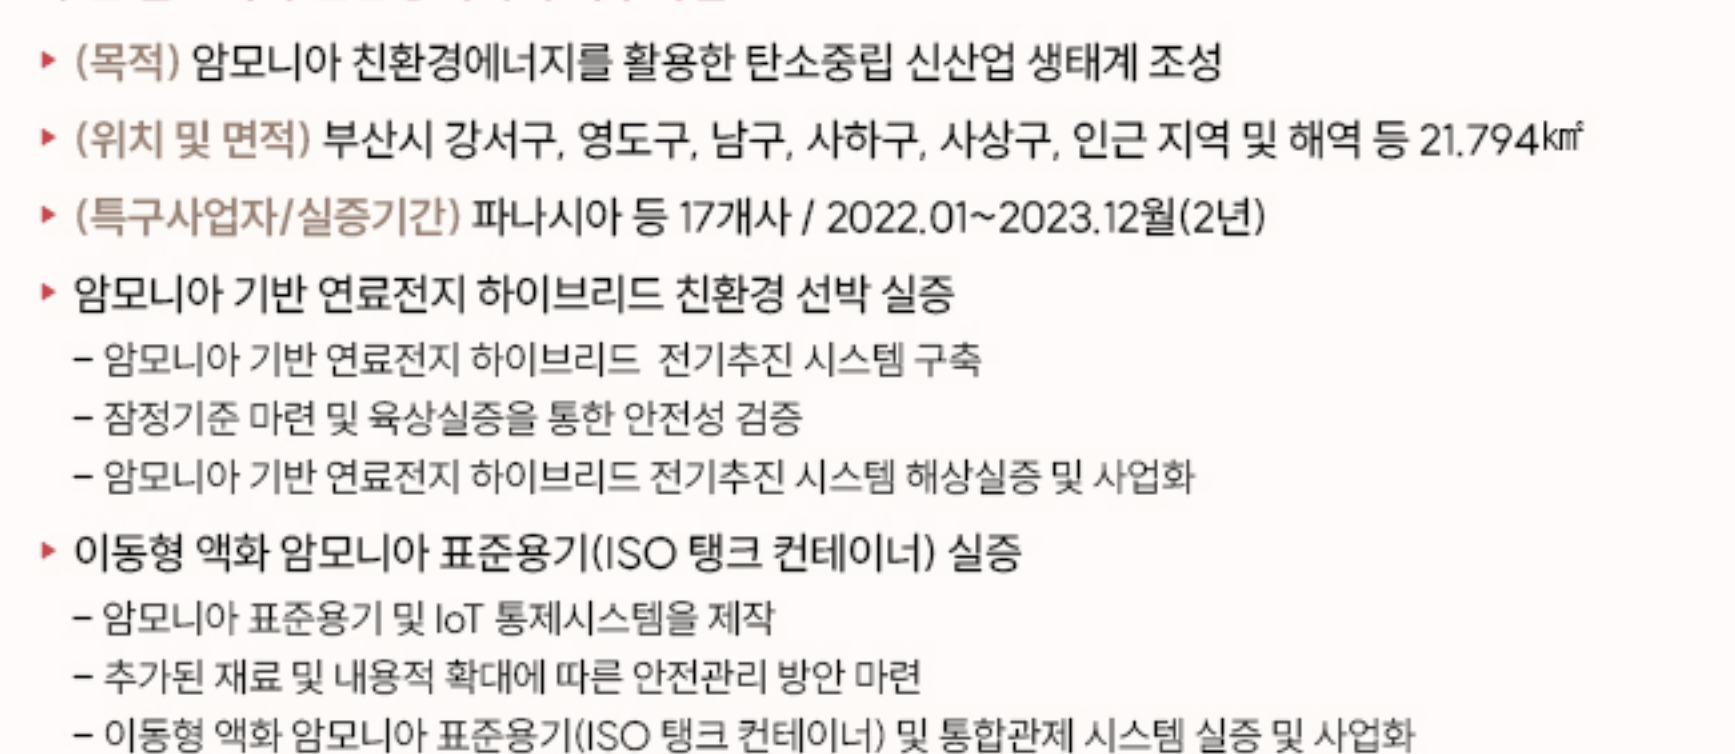 ▶ (목적) 암모니아 친환경에너지를 활용한 탄소중립 신산업 생태계 조성
▶ (위치 및 면적) 부산시 강서구, 영도구, 남구, 사하구, 사상구, 인근 지역 및 해역 등 21.794㎢
▶ (특구사업자/실증기간) 파나시아 등 17개사 / 2022.01~2023.12월(2년)
▶ 암모니아 기반 연료전지 하이브리드 친환경 선박 실증
– 암모니아 기반 연료전지 하이브리드 전기추진 시스템 구축
– 잠정기준 마련 및 육상실증을 통한 안전성 검증
– 암모니아 기반 연료전지 하이브리드 전기추진 시스템 해상실증 및 사업화
▶ 이동형 액화 암모니아 표준용기(ISO 탱크 컨테이너) 실증
– 암모니아 표준용기 및 IoT 통제시스템을 제작
– 추가된 재료 및 내용적 확대에 따른 안전관리 방안 마련
– 이동형 액화 암모니아 표준용기(ISO 탱크 컨테이너) 및 통합관제 시스템 실증 및 사업화